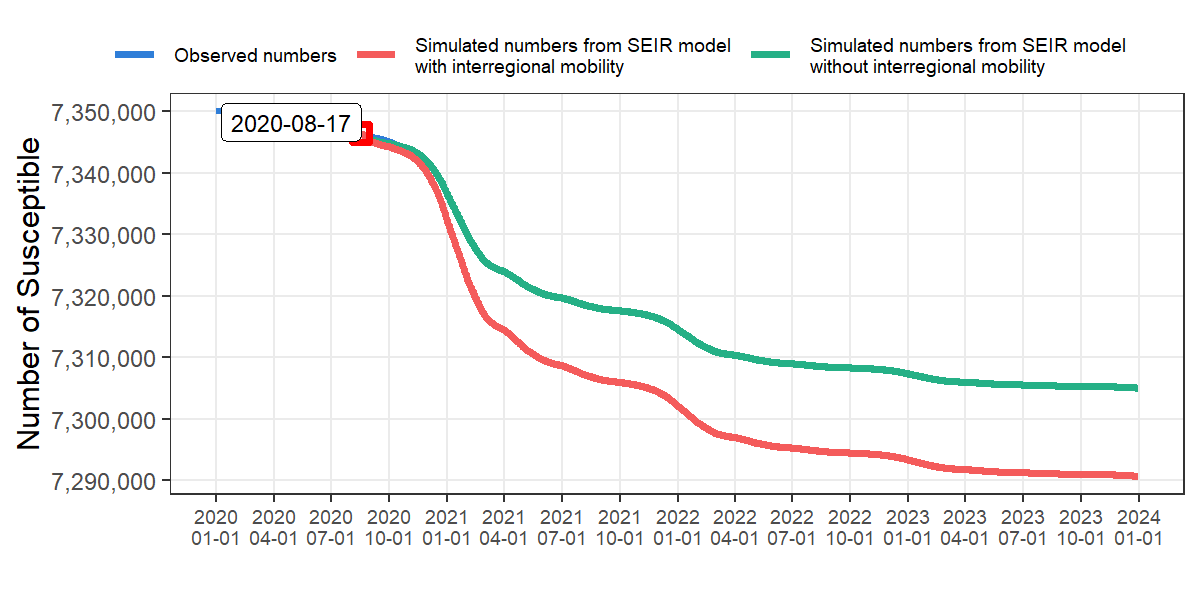 Observed numbers
Simulated numbers from SEIR model
with interregional mobility
Simulated numbers from SEIR model
without interregional mobility
Number of Susceptible
7,350,000
7,340,000
7,330,000
7,320,000
7,310,000
7,300,000
7,290,000
2020-08-17
2020 2020 2020 2020 2021 2021 2021 2021 2022 2022 2022 2022 2023 2023 2023 2023 2024
01-01 04-01 07-01 10-01 01-01 04-01 07-01 10-01 01-01 04-01 07-01 10-01 01-01 04-01 07-01 10-01 01-01